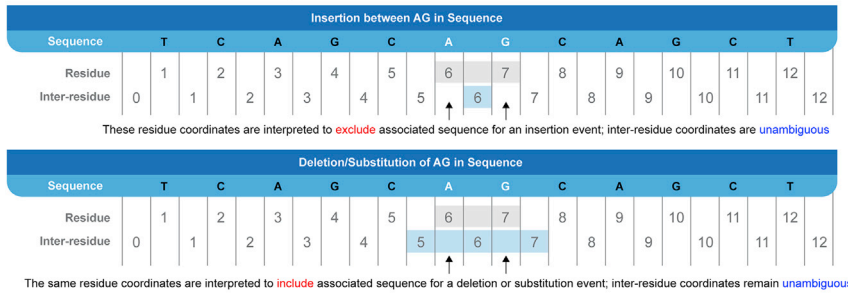 Insertion between AG in Sequence
Sequence T C A G C A G C A G C T
Residue 1 2 3 4 5 6 7 8 9 10 11 12
Inter-residue 0 1 2 3 4 5 6 7 8 9 10 11 12
These residue coordinates are interpreted to exclude associated sequence for an insertion event; inter-residue coordinates are unambiguous
Deletion/Substitution of AG in Sequence
Sequence T C A G C A G C A G C T
Residue 1 2 3 4 5 6 7 8 9 10 11 12
Inter-residue 0 1 2 3 4 5 6 7 8 9 10 11 12
The same residue coordinates are interpreted to include associated sequence for a deletion or substitution event; inter-residue coordinates remain unambiguous